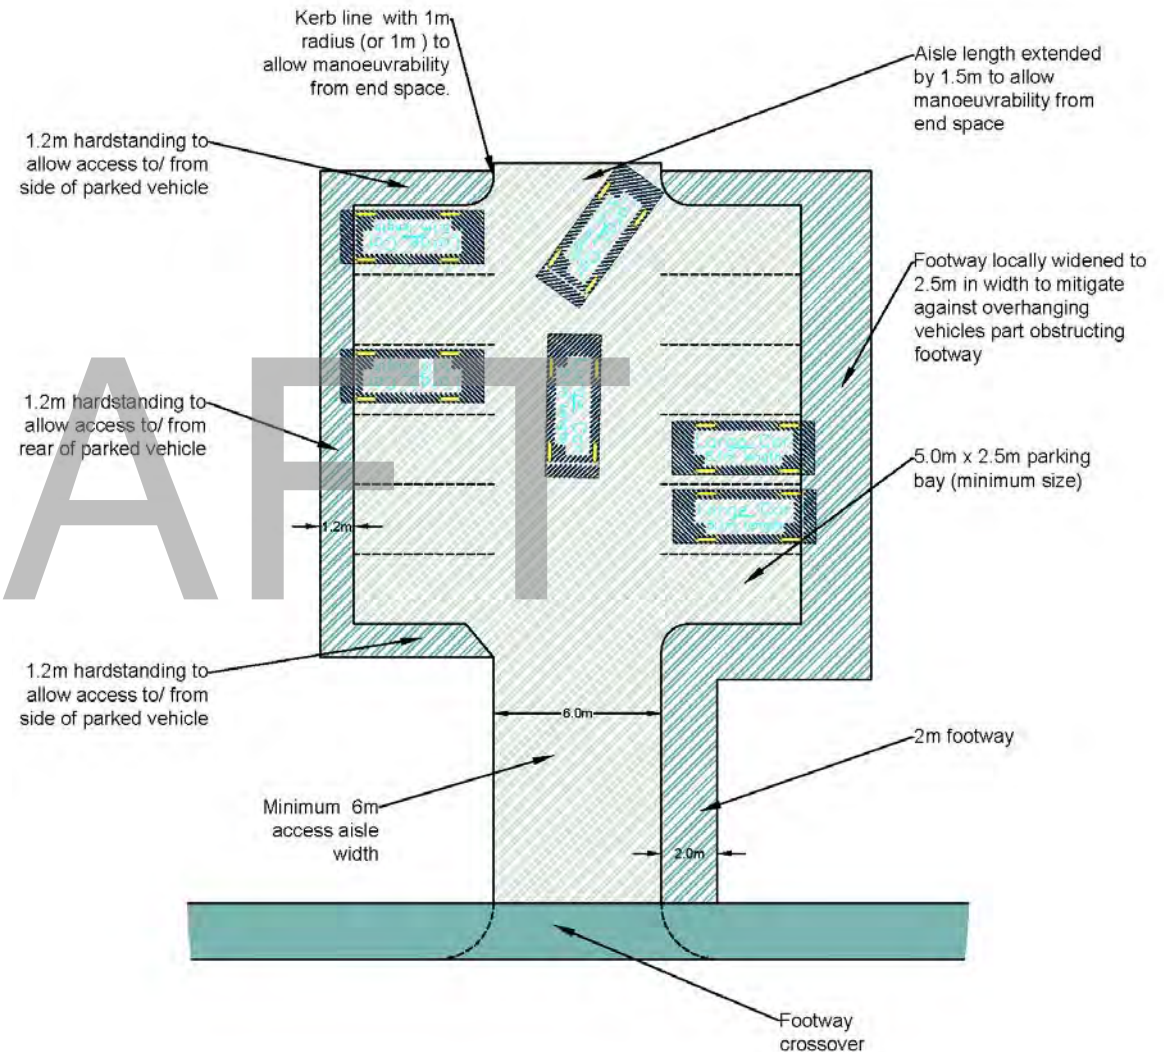 Kerb line with 1m
radius (or 1m ) to
allow manoeuvrability
from end space.
Aisle length extended
by 1.5m to allow
manoeuvrability from
end space
1.2m hardstanding to
allow access to/ from
side of parked vehicle
Footway locally widened to
2.5m in width to mitigate
against overhanging
vehicles part obstructing
footway
1.2m hardstanding to
allow access to/ from
rear of parked vehicle
5.0m x 2.5m parking
bay (minimum size)
Large Car
Large Car
1.2m
AFT
1.2m hardstanding to
allow access to/ from
side of parked vehicle
6.0m
2m footway
Minimum 6m
access aisle
width
2.0m
Footway
crossover